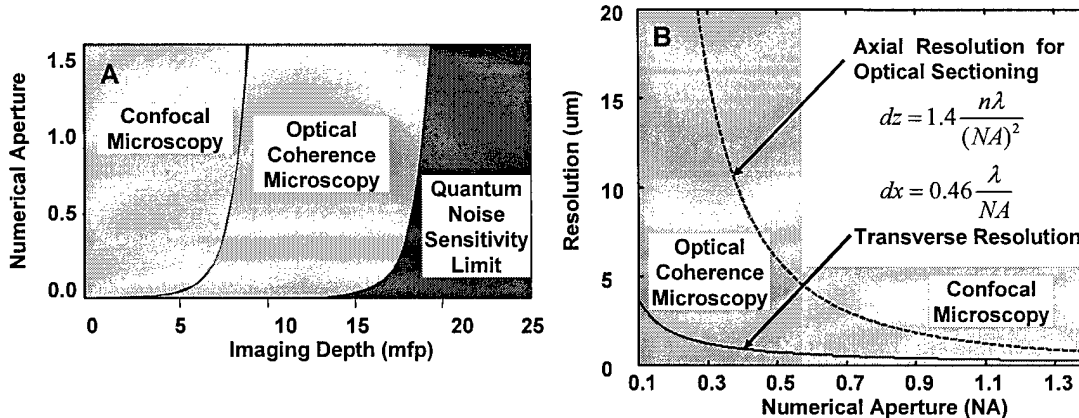 A
Numerical Aperture
1.5
1.0
0.5
0.0
Confocal
Microscopy
Optical
Coherence
Microscopy
Quantum
Noise
Sensitivity
Limit
0 5 10 15 20 25
Imaging Depth (mfp)
B
Resolution (um)
20
15
10
5
0
Axial Resolution for
Optical Sectioning
dz = 1.4 nλ/(NA)²
dx = 0.46 λ/NA
Transverse Resolution
Optical
Coherence
Microscopy
Confocal
Microscopy
0.1 0.3 0.5 0.7 0.9 1.1 1.3
Numerical Aperture (NA)